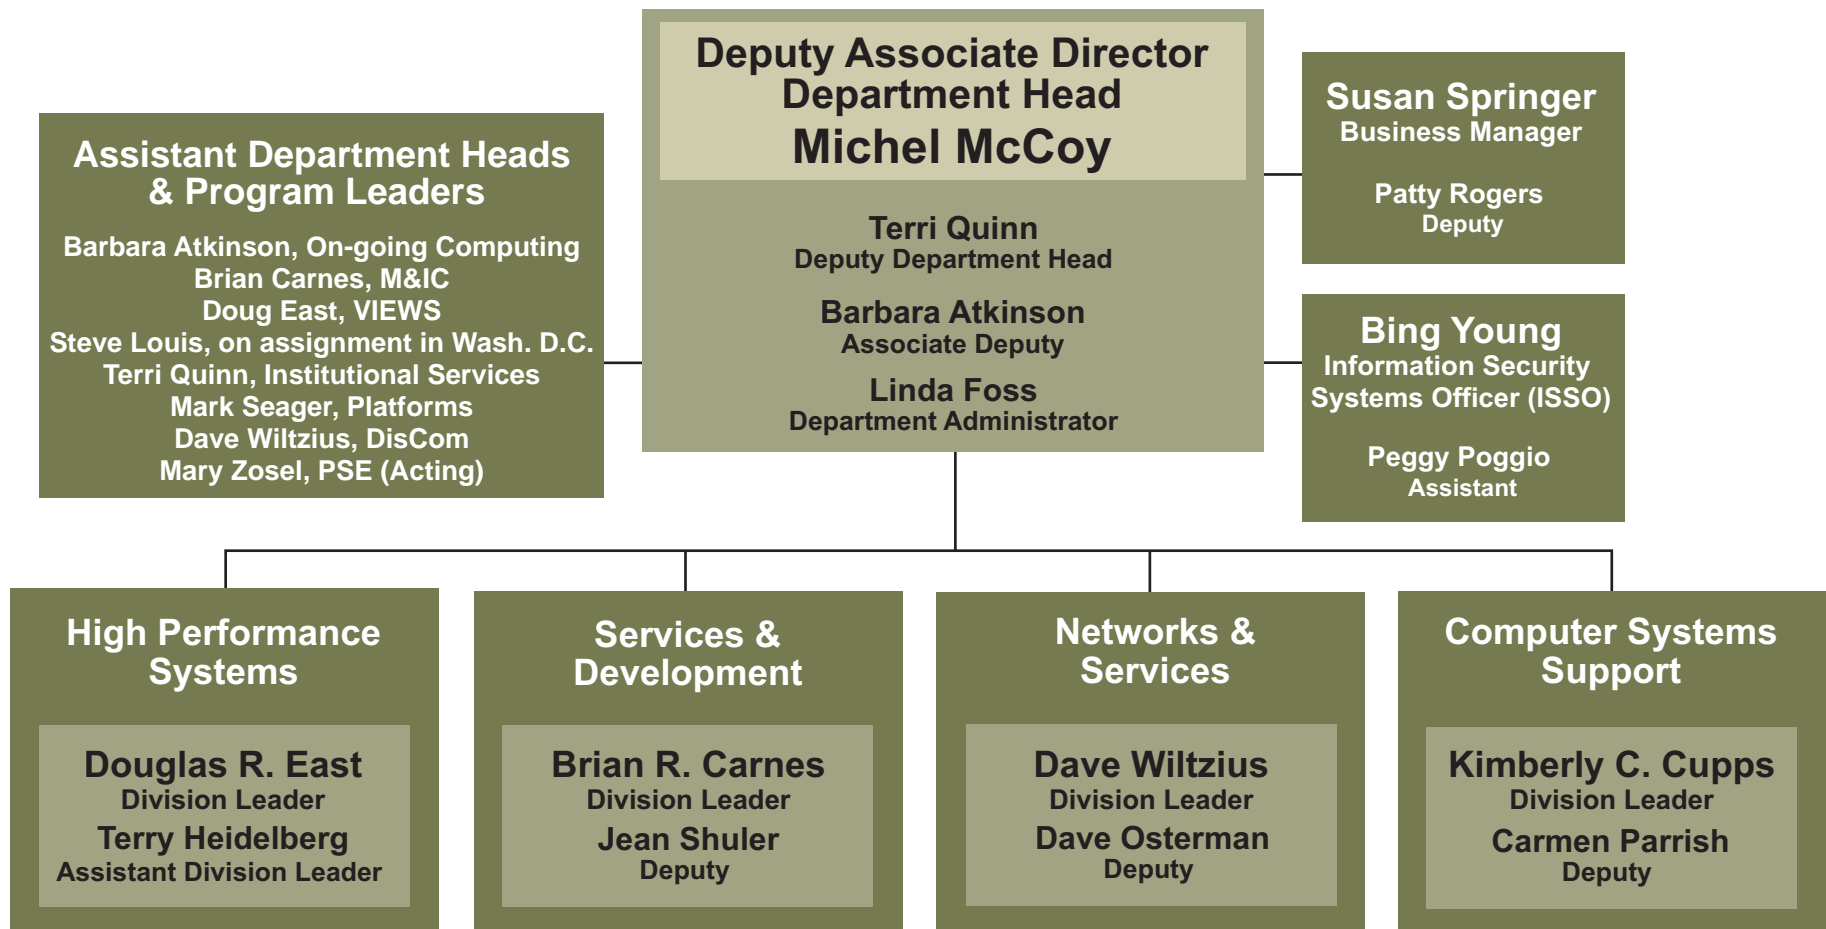 Deputy Associate Director
Department Head
Michel McCoy
Terri Quinn
Deputy Department Head
Barbara Atkinson
Associate Deputy
Linda Foss
Department Administrator
Assistant Department Heads
& Program Leaders
Barbara Atkinson, On-going Computing
Brian Carnes, M&IC
Doug East, VIEWS
Steve Louis, on assignment in Wash. D.C.
Terri Quinn, Institutional Services
Mark Seager, Platforms
Dave Wiltzius, DisCom
Mary Zosel, PSE (Acting)
Susan Springer
Business Manager
Patty Rogers
Deputy
Bing Young
Information Security
Systems Officer (ISSO)
Peggy Poggio
Assistant
High Performance
Systems
Douglas R. East
Division Leader
Terry Heidelberg
Assistant Division Leader
Services &
Development
Brian R. Carnes
Division Leader
Jean Shuler
Deputy
Networks &
Services
Dave Wiltzius
Division Leader
Dave Osterman
Deputy
Computer Systems
Support
Kimberly C. Cupps
Division Leader
Carmen Parrish
Deputy